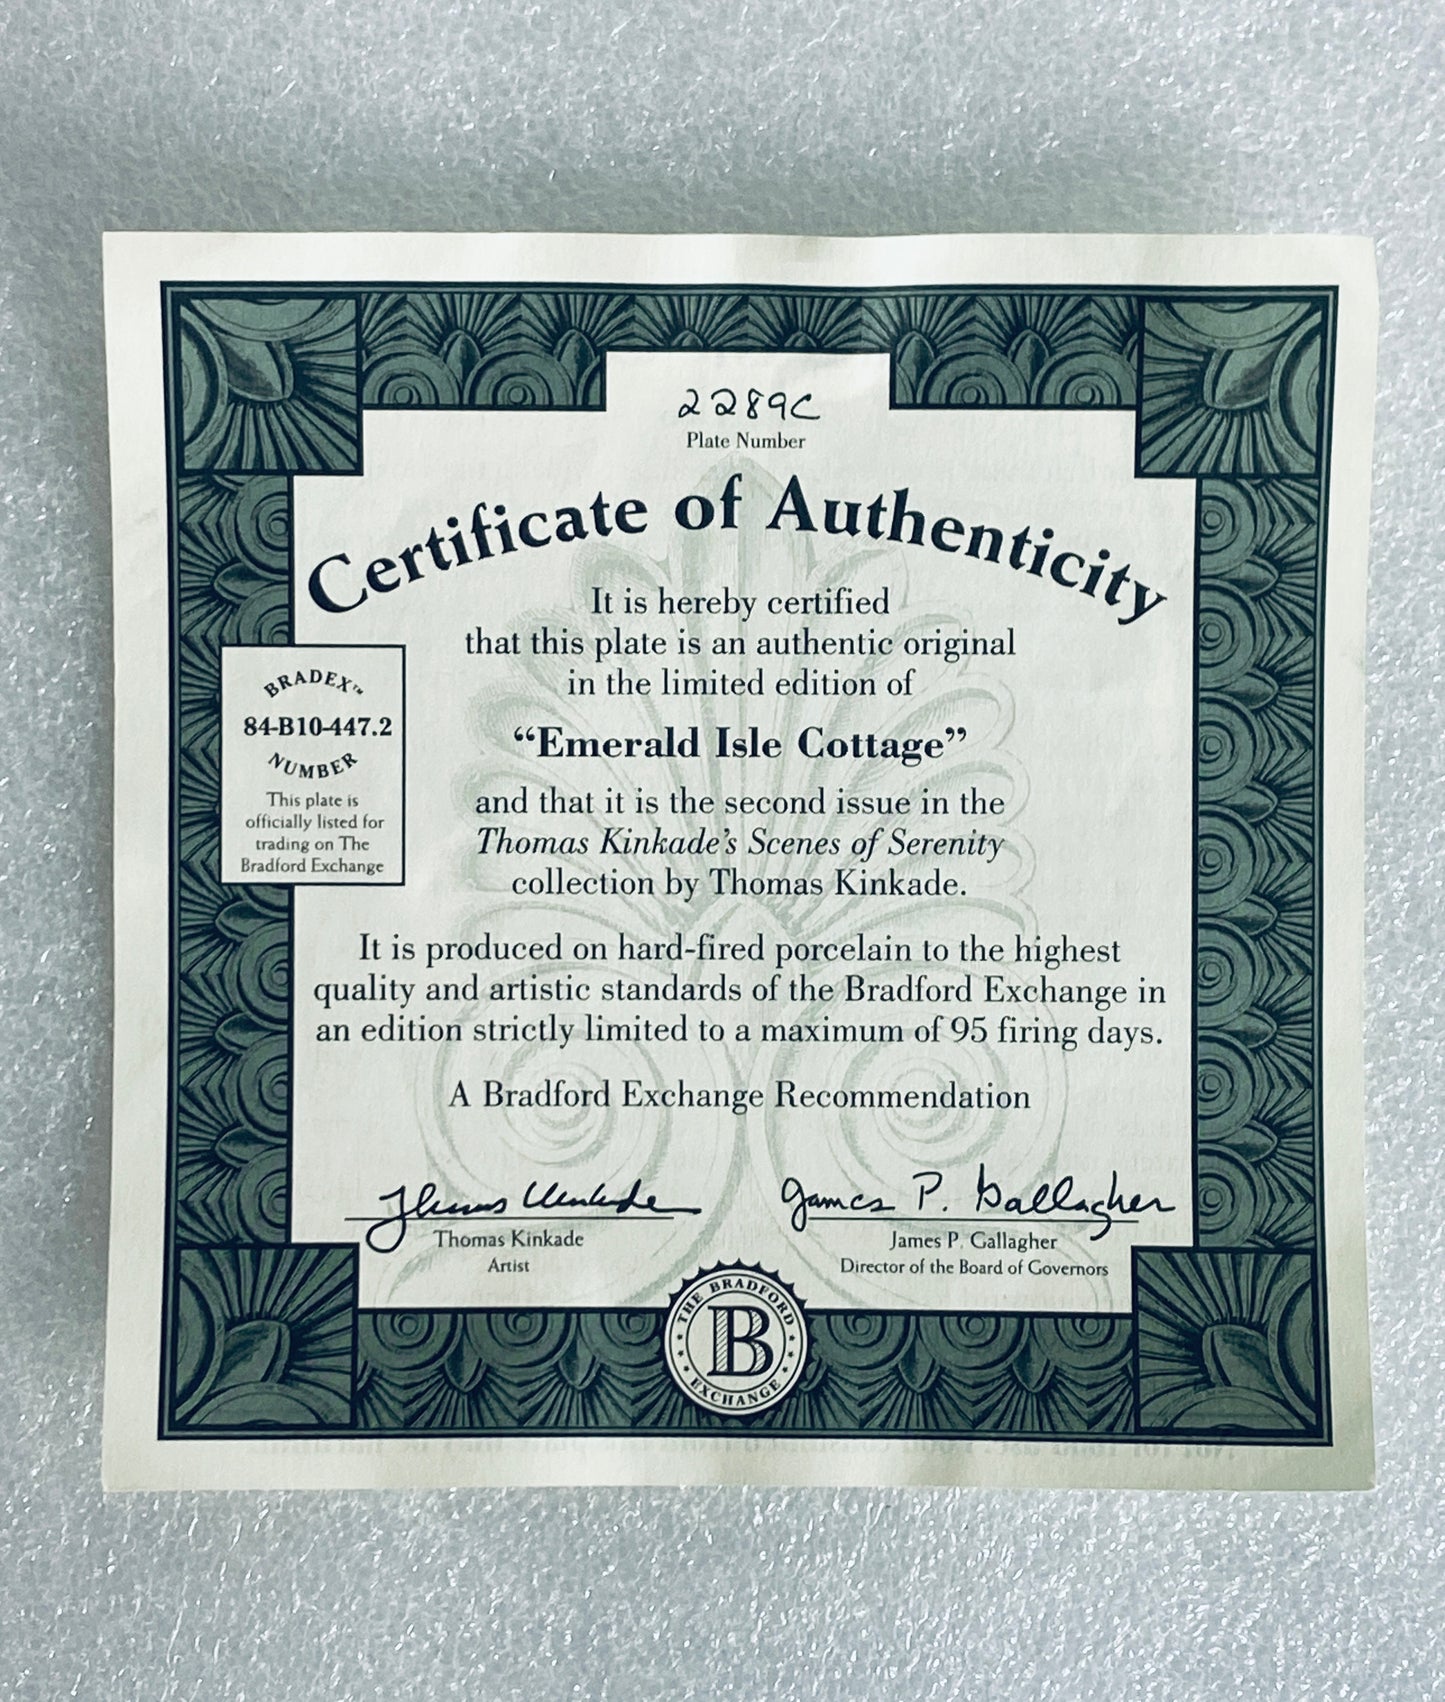 2289C
Plate Number
Certificate of Authenticity
It is hereby certified
that this plate is an authentic original
in the limited edition of
“Emerald Isle Cottage”
and that it is the second issue in the
Thomas Kinkade's Scenes of Serenity
collection by Thomas Kinkade.
BRADEX™
84-B10-447.2
NUMBER
This plate is
officially listed for
trading on The
Bradford Exchange
It is produced on hard-fired porcelain to the highest
quality and artistic standards of the Bradford Exchange in
an edition strictly limited to a maximum of 95 firing days.
A Bradford Exchange Recommendation
Thomas Kinkade
Thomas Kinkade
Artist
James P. Gallagher
James P. Gallagher
Director of the Board of Governors
THE BRADFORD
B
EXCHANGE